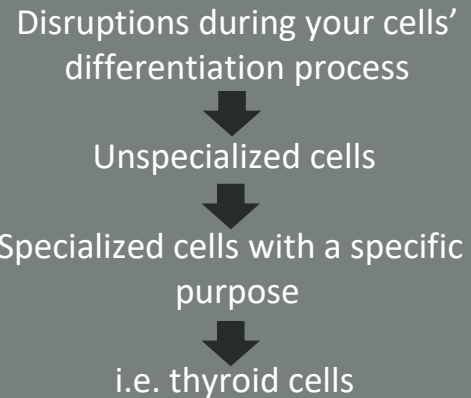 Disruptions during your cells’
differentiation process
Unspecialized cells
Specialized cells with a specific
purpose
i.e. thyroid cells